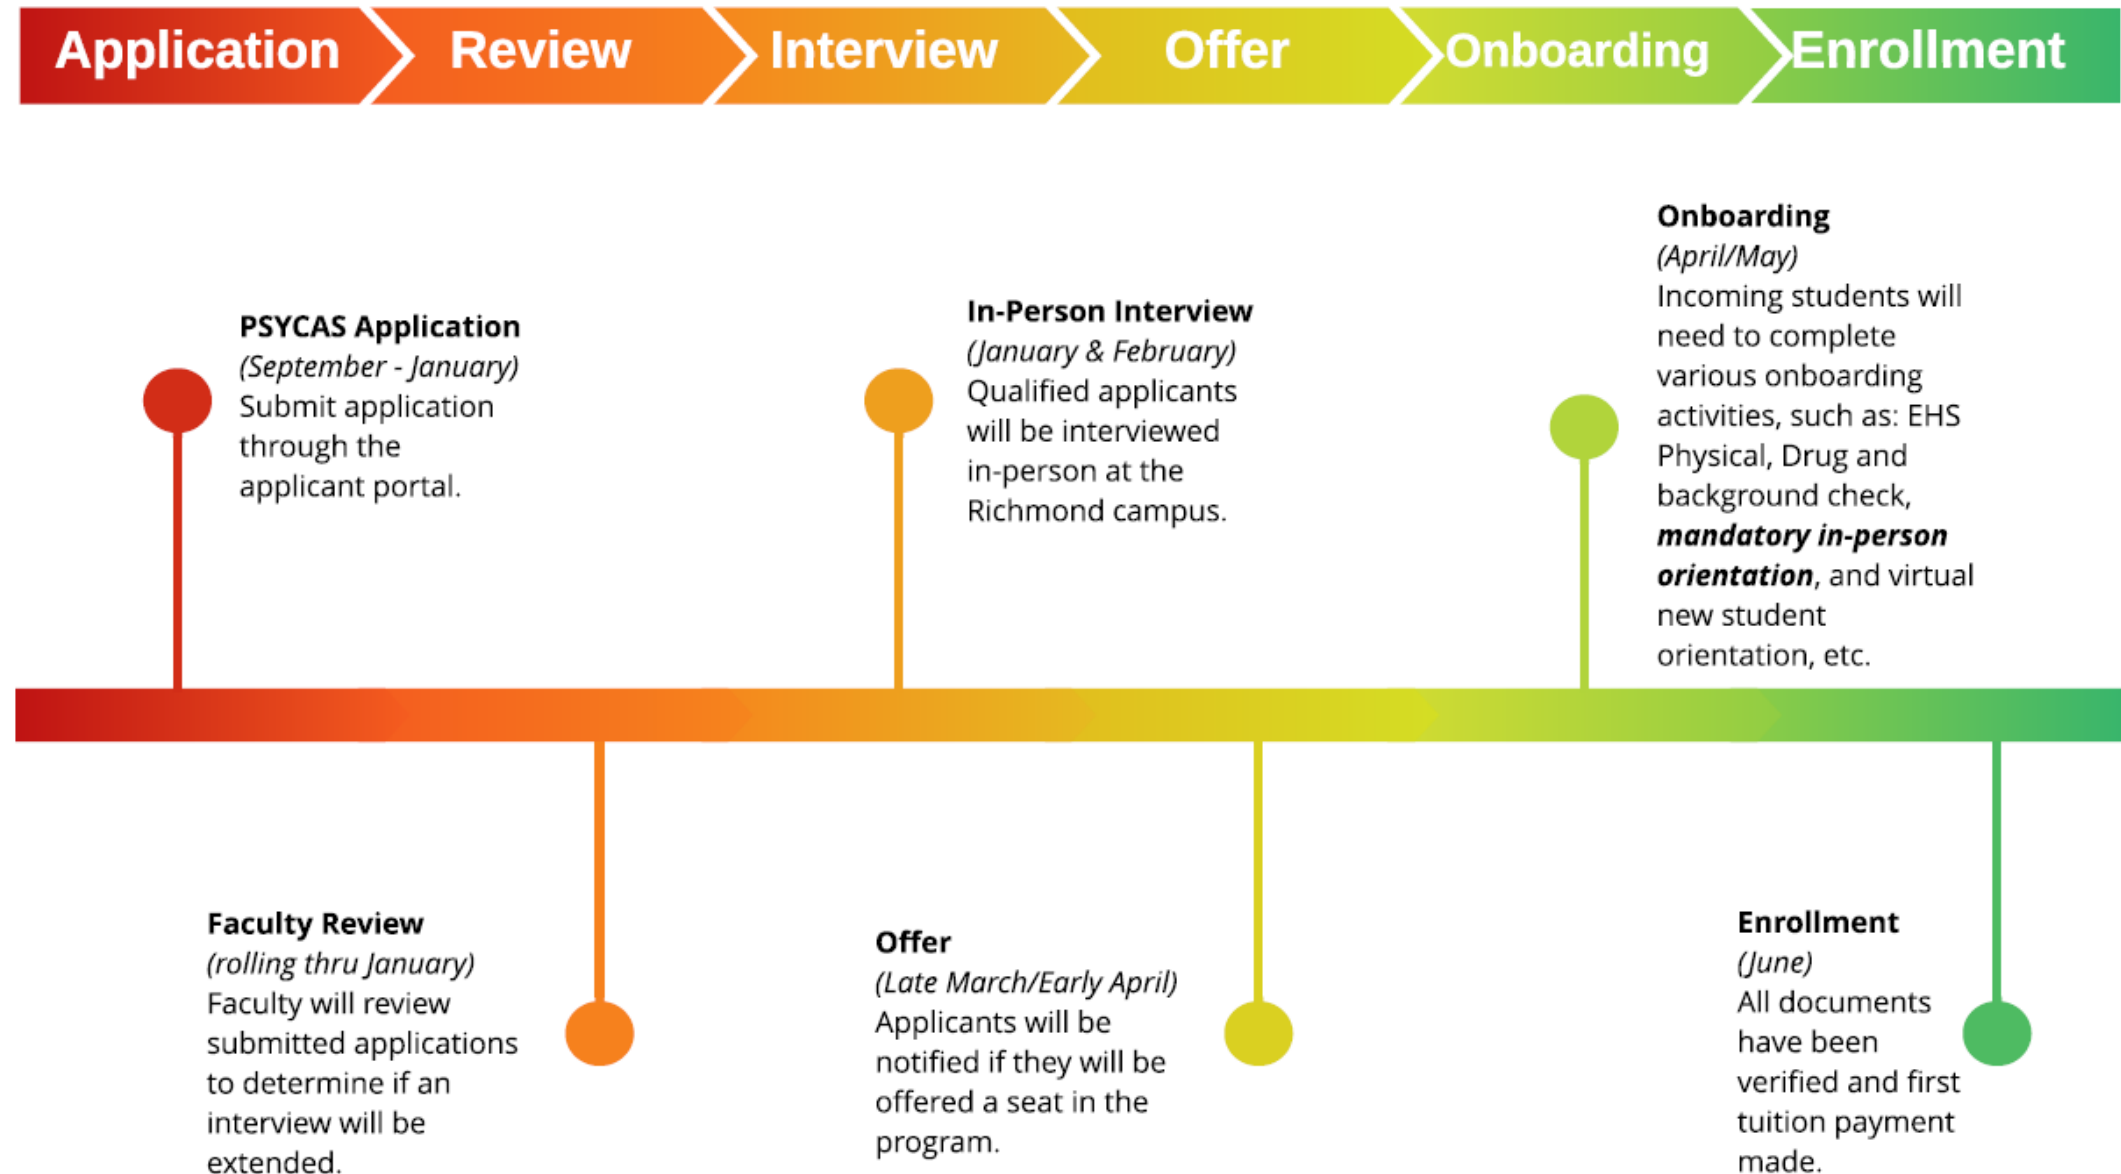 Application
Review
Interview
Offer
Onboarding
Enrollment
PSYCAS Application
(September - January)
Submit application
through the
applicant portal.
Faculty Review
(rolling thru January)
Faculty will review
submitted applications
to determine if an
interview will be
extended.
In-Person Interview
(January & February)
Qualified applicants
will be interviewed
in-person at the
Richmond campus.
Offer
(Late March/Early April)
Applicants will be
notified if they will be
offered a seat in the
program.
Onboarding
(April/May)
Incoming students will
need to complete
various onboarding
activities, such as: EHS
Physical, Drug and
background check,
mandatory in-person
orientation, and virtual
new student
orientation, etc.
Enrollment
(June)
All documents
have been
verified and first
tuition payment
made.